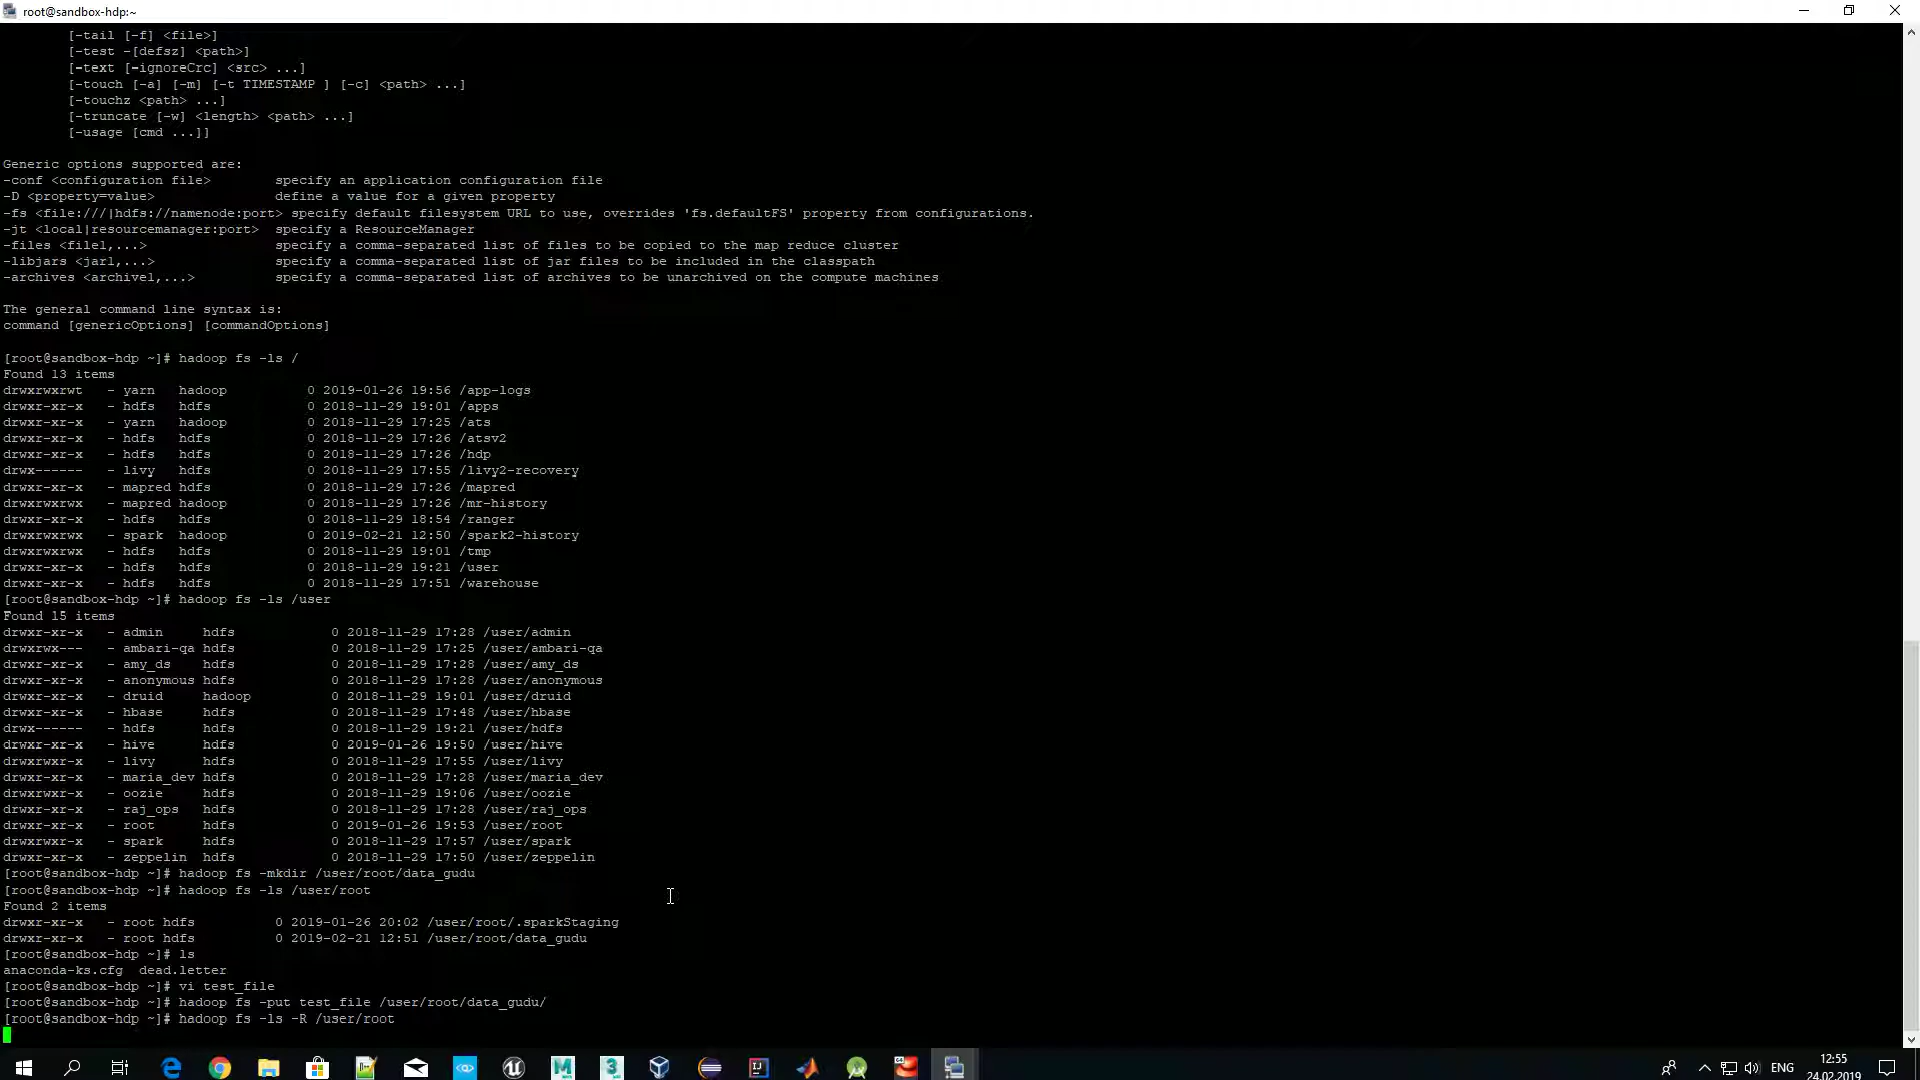 root@sandbox-hdp:~
[-tail [-f] <file>]
[-test -[defsz] <path>]
[-text [-ignoreCrc] <src> ...]
[-touch [-a] [-m] [-t TIMESTAMP ] [-c] <path> ...]
[-touchz <path> ...]
[-truncate [-w] <length> <path> ...]
[-usage [cmd ...]]
Generic options supported are:
-conf <configuration file>        specify an application configuration file
-D <property=value>               define a value for a given property
-fs <file:///|hdfs://namenode:port> specify default filesystem URL to use, overrides 'fs.defaultFS' property from configurations.
-jt <local|resourcemanager:port>  specify a ResourceManager
-files <file1,...>                specify a comma-separated list of files to be copied to the map reduce cluster
-libjars <jar1,...>               specify a comma-separated list of jar files to be included in the classpath
-archives <archive1,...>          specify a comma-separated list of archives to be unarchived on the compute machines
The general command line syntax is:
command [genericOptions] [commandOptions]
[root@sandbox-hdp ~]# hadoop fs -ls /
Found 13 items
drwxrwxrwt   - yarn   hadoop          0 2019-01-26 19:56 /app-logs
drwxr-xr-x   - hdfs   hdfs            0 2018-11-29 19:01 /apps
drwxr-xr-x   - yarn   hadoop          0 2018-11-29 17:25 /ats
drwxr-xr-x   - hdfs   hdfs            0 2018-11-29 17:26 /atsv2
drwxr-xr-x   - hdfs   hdfs            0 2018-11-29 17:26 /hdp
drwx------   - livy   hdfs            0 2018-11-29 17:55 /livy2-recovery
drwxr-xr-x   - mapred hdfs            0 2018-11-29 17:26 /mapred
drwxrwxrwx   - mapred hadoop          0 2018-11-29 17:26 /mr-history
drwxr-xr-x   - hdfs   hdfs            0 2018-11-29 18:54 /ranger
drwxrwxrwx   - spark  hadoop          0 2019-02-21 12:50 /spark2-history
drwxrwxrwx   - hdfs   hdfs            0 2018-11-29 19:01 /tmp
drwxr-xr-x   - hdfs   hdfs            0 2018-11-29 19:21 /user
drwxr-xr-x   - hdfs   hdfs            0 2018-11-29 17:51 /warehouse
[root@sandbox-hdp ~]# hadoop fs -ls /user
Found 15 items
drwxr-xr-x   - admin     hdfs            0 2018-11-29 17:28 /user/admin
drwxrwx---   - ambari-qa hdfs            0 2018-11-29 17:25 /user/ambari-qa
drwxr-xr-x   - amy_ds    hdfs            0 2018-11-29 17:28 /user/amy_ds
drwxr-xr-x   - anonymous hdfs            0 2018-11-29 17:28 /user/anonymous
drwxr-xr-x   - druid     hadoop          0 2018-11-29 19:01 /user/druid
drwxr-xr-x   - hbase     hdfs            0 2018-11-29 17:48 /user/hbase
drwx------   - hdfs      hdfs            0 2018-11-29 19:21 /user/hdfs
drwxr-xr-x   - hive      hdfs            0 2019-01-26 19:50 /user/hive
drwxr-xr-x   - livy      hdfs            0 2018-11-29 17:55 /user/livy
drwxr-xr-x   - maria_dev hdfs            0 2018-11-29 17:28 /user/maria_dev
drwxrwxr-x   - oozie     hdfs            0 2018-11-29 19:06 /user/oozie
drwxr-xr-x   - raj_ops   hdfs            0 2018-11-29 17:28 /user/raj_ops
drwxr-xr-x   - root      hdfs            0 2019-01-26 19:53 /user/root
drwxrwxr-x   - spark     hdfs            0 2018-11-29 17:57 /user/spark
drwxr-xr-x   - zeppelin  hdfs            0 2018-11-29 17:50 /user/zeppelin
[root@sandbox-hdp ~]# hadoop fs -mkdir /user/root/data_gudu
[root@sandbox-hdp ~]# hadoop fs -ls /user/root
Found 2 items
drwxr-xr-x   - root hdfs          0 2019-01-26 20:02 /user/root/.sparkStaging
drwxr-xr-x   - root hdfs          0 2019-02-21 12:51 /user/root/data_gudu
[root@sandbox-hdp ~]# ls
anaconda-ks.cfg  dead.letter
[root@sandbox-hdp ~]# vi test_file
[root@sandbox-hdp ~]# hadoop fs -put test_file /user/root/data_gudu/
[root@sandbox-hdp ~]# hadoop fs -ls -R /user/root
ENG
12:55
24.02.2019